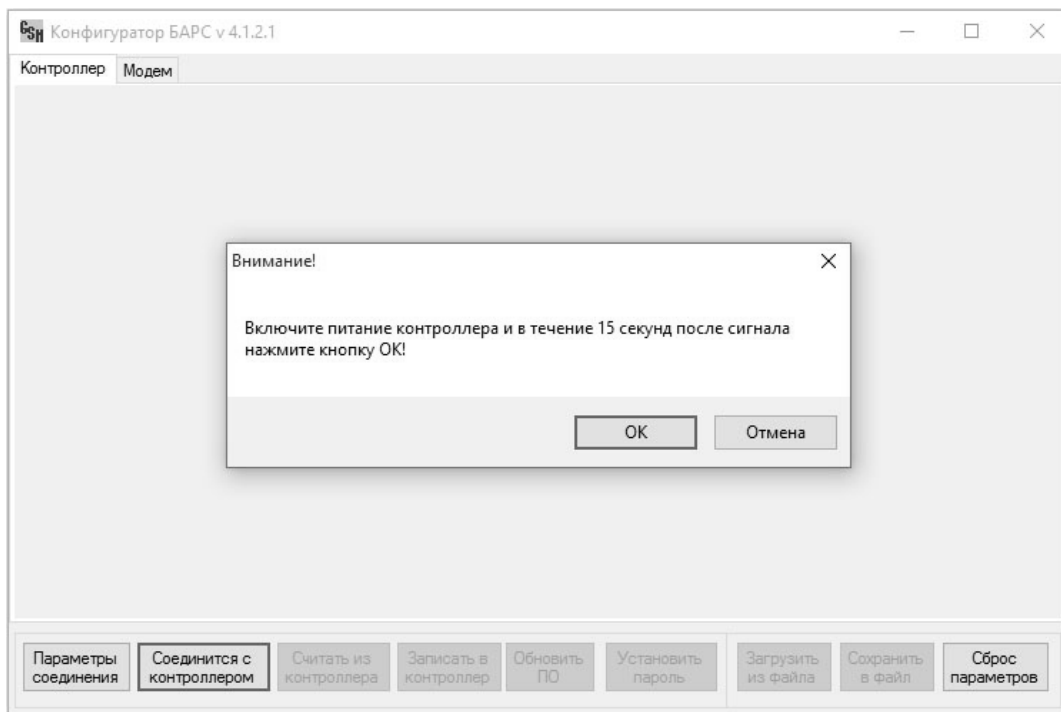 GSM Конфигуратор БАРС v 4.1.2.1
Контроллер Модем
Внимание!
Включите питание контроллера и в течение 15 секунд после сигнала
нажмите кнопку ОК!
ОК Отмена
Параметры
соединения
Соединится с
контроллером
Считать из
контроллера
Записать в
контроллер
Обновить
ПО
Установить
пароль
Загрузить
из файла
Сохранить
в файл
Сброс
параметров